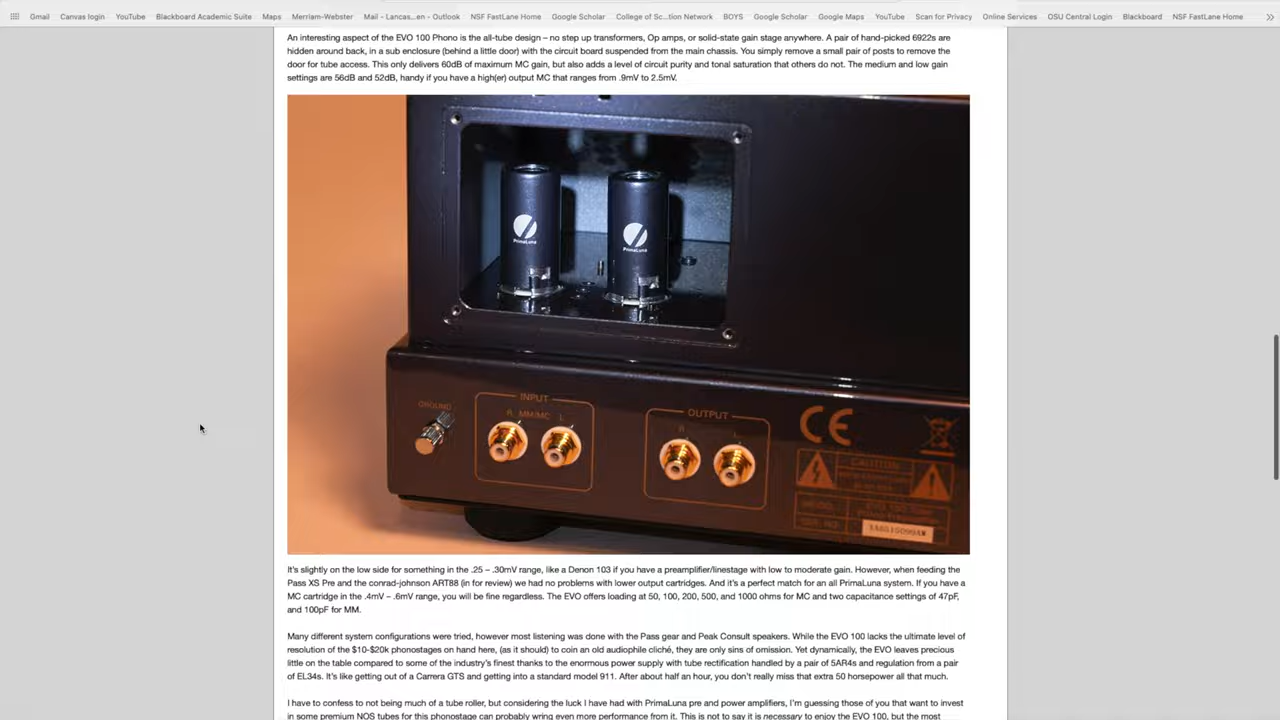 Gmail Canvas login YouTube Blackboard Academic Suite Maps Merriam-Webster Mail - Lancas...en - Outlook NSF FastLane Home Google Scholar College of Sc...tion Network BOYS Google Scholar Google Maps YouTube Scan for Privacy Online Services OSU Central Login Blackboard NSF FastLane Home
An interesting aspect of the EVO 100 Phono is the all-tube design – no step up transformers, Op amps, or solid-state gain stage anywhere. A pair of hand-picked 6922s are
hidden around back, in a sub enclosure (behind a little door) with the circuit board suspended from the main chassis. You simply remove a small pair of posts to remove the
door for tube access. This only delivers 60dB of maximum MC gain, but also adds a level of circuit purity and tonal saturation that others do not. The medium and low gain
settings are 56dB and 52dB, handy if you have a high(er) output MC that ranges from .9mV to 2.5mV.
PrimaLuna PrimaLuna
GROUND
INPUT
R MM/MC L
OUTPUT
R L
CE
CAUTION
It's slightly on the low side for something in the .25 – .30mV range, like a Denon 103 if you have a preamplifier/linestage with low to moderate gain. However, when feeding the
Pass XS Pre and the conrad-johnson ART88 (in for review) we had no problems with lower output cartridges. And it's a perfect match for an all PrimaLuna system. If you have a
MC cartridge in the .4mV – .6mV range, you will be fine regardless. The EVO offers loading at 50, 100, 200, 500, and 1000 ohms for MC and two capacitance settings of 47pF,
and 100pF for MM.
Many different system configurations were tried, however most listening was done with the Pass gear and Peak Consult speakers. While the EVO 100 lacks the ultimate level of
resolution of the $10-$20k phonostages on hand here, (as it should) to coin an old audiophile cliché, they are only sins of omission. Yet dynamically, the EVO leaves precious
little on the table compared to some of the industry's finest thanks to the enormous power supply with tube rectification handled by a pair of 5AR4s and regulation from a pair
of EL34s. It's like getting out of a Carrera GTS and getting into a standard model 911. After about half an hour, you don't really miss that extra 50 horsepower all that much.
I have to confess to not being much of a tube roller, but considering the luck I have had with PrimaLuna pre and power amplifiers, I'm guessing those of you that want to invest
in some premium NOS tubes for this phonostage can probably wring even more performance from it. This is not to say it is necessary to enjoy the EVO 100, but the most